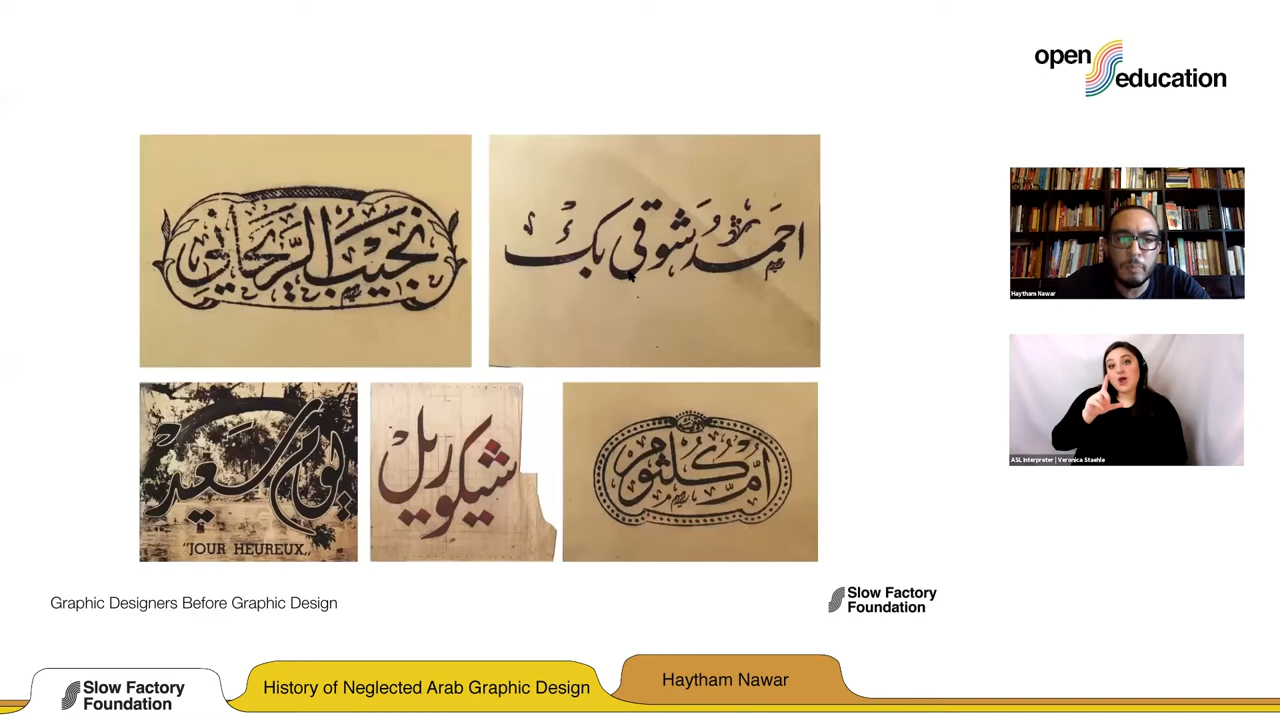 open
education
نجيب الريحاني
احمد شوقي بك
يوم سعيد
"JOUR HEUREUX,,
شيكوريل
ام كلثوم
Haytham Nawar
ASL Interpreter | Veronica Staehle
Graphic Designers Before Graphic Design
Slow Factory
Foundation
Slow Factory
Foundation
History of Neglected Arab Graphic Design
Haytham Nawar